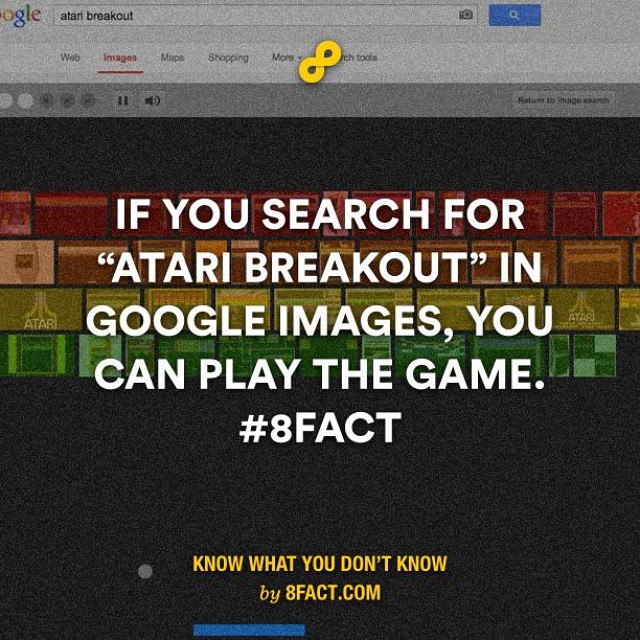 ogle
atari breakout
Web Images Maps Shopping More ch tools
Return to image search
IF YOU SEARCH FOR
“ATARI BREAKOUT” IN
GOOGLE IMAGES, YOU
CAN PLAY THE GAME.
#8FACT
ATARI
ATARI
KNOW WHAT YOU DON’T KNOW
by 8FACT.COM